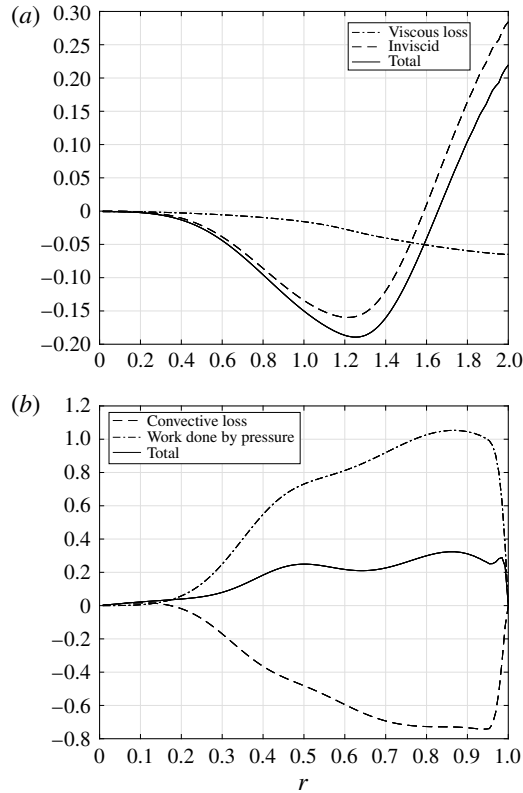 (a)
0.30
0.25
0.20
0.15
0.10
0.05
0
−0.05
−0.10
−0.15
−0.20
Viscous loss
Inviscid
Total
0 0.2 0.4 0.6 0.8 1.0 1.2 1.4 1.6 1.8 2.0
(b)
1.2
1.0
0.8
0.6
0.4
0.2
0
−0.2
−0.4
−0.6
−0.8
Convective loss
Work done by pressure
Total
0 0.1 0.2 0.3 0.4 0.5 0.6 0.7 0.8 0.9 1.0
r